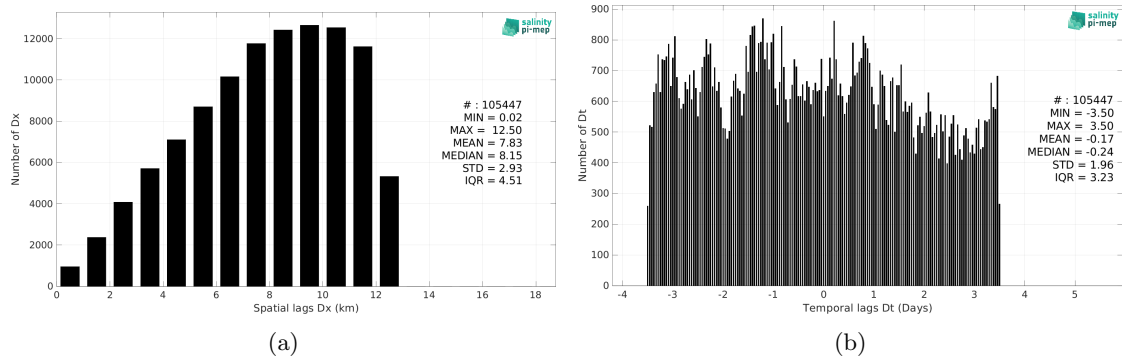 salinity
pi-mep
12000
10000
8000
6000
4000
2000
0
Number of Dx
# : 105447
MIN = 0.02
MAX = 12.50
MEAN = 7.83
MEDIAN = 8.15
STD = 2.93
IQR = 4.51
0 2 4 6 8 10 12 14 16 18
Spatial lags Dx (km)
(a)
salinity
pi-mep
900
800
700
600
500
400
300
200
100
0
Number of Dt
# : 105447
MIN = -3.50
MAX = 3.50
MEAN = -0.17
MEDIAN = -0.24
STD = 1.96
IQR = 3.23
-4 -3 -2 -1 0 1 2 3 4 5
Temporal lags Dt (Days)
(b)